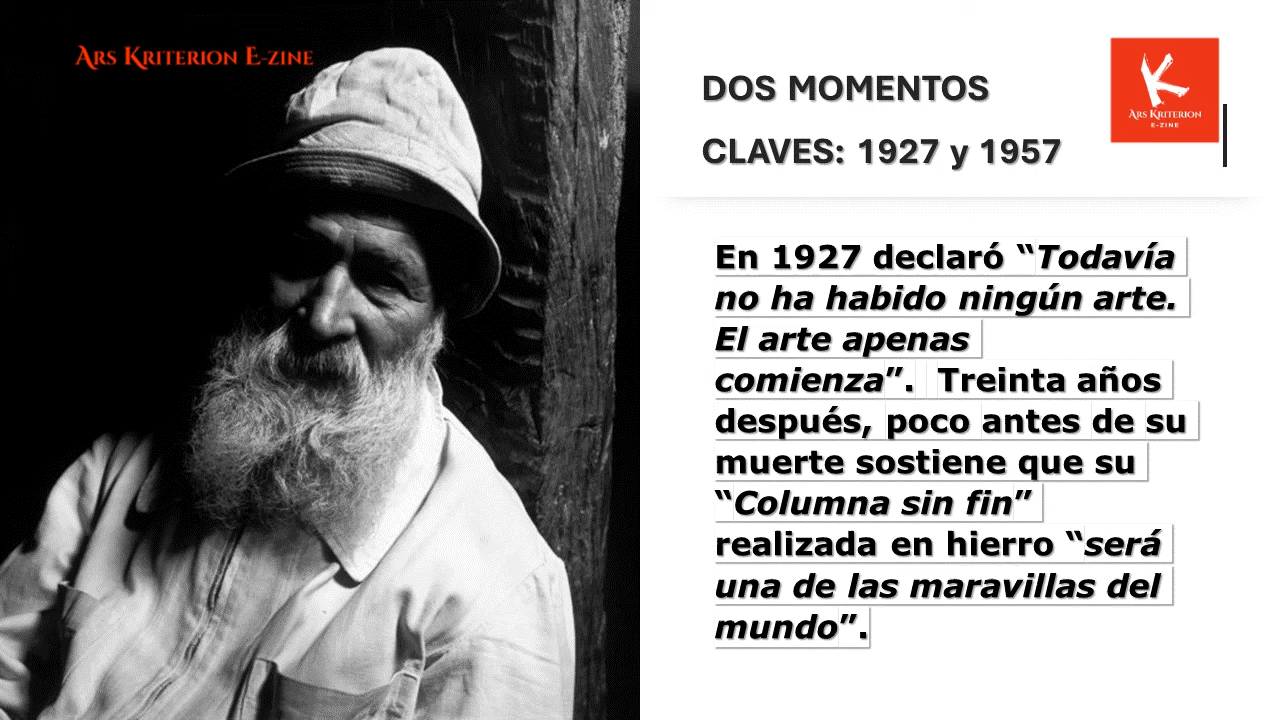 Ars Kriterion E-zine
DOS MOMENTOS
CLAVES: 1927 y 1957
Ars Kriterion
E-ZINE
En 1927 declaró “Todavía
no ha habido ningún arte.
El arte apenas
comienza”. Treinta años
después, poco antes de su
muerte sostiene que su
“Columna sin fin”
realizada en hierro “será
una de las maravillas del
mundo”.